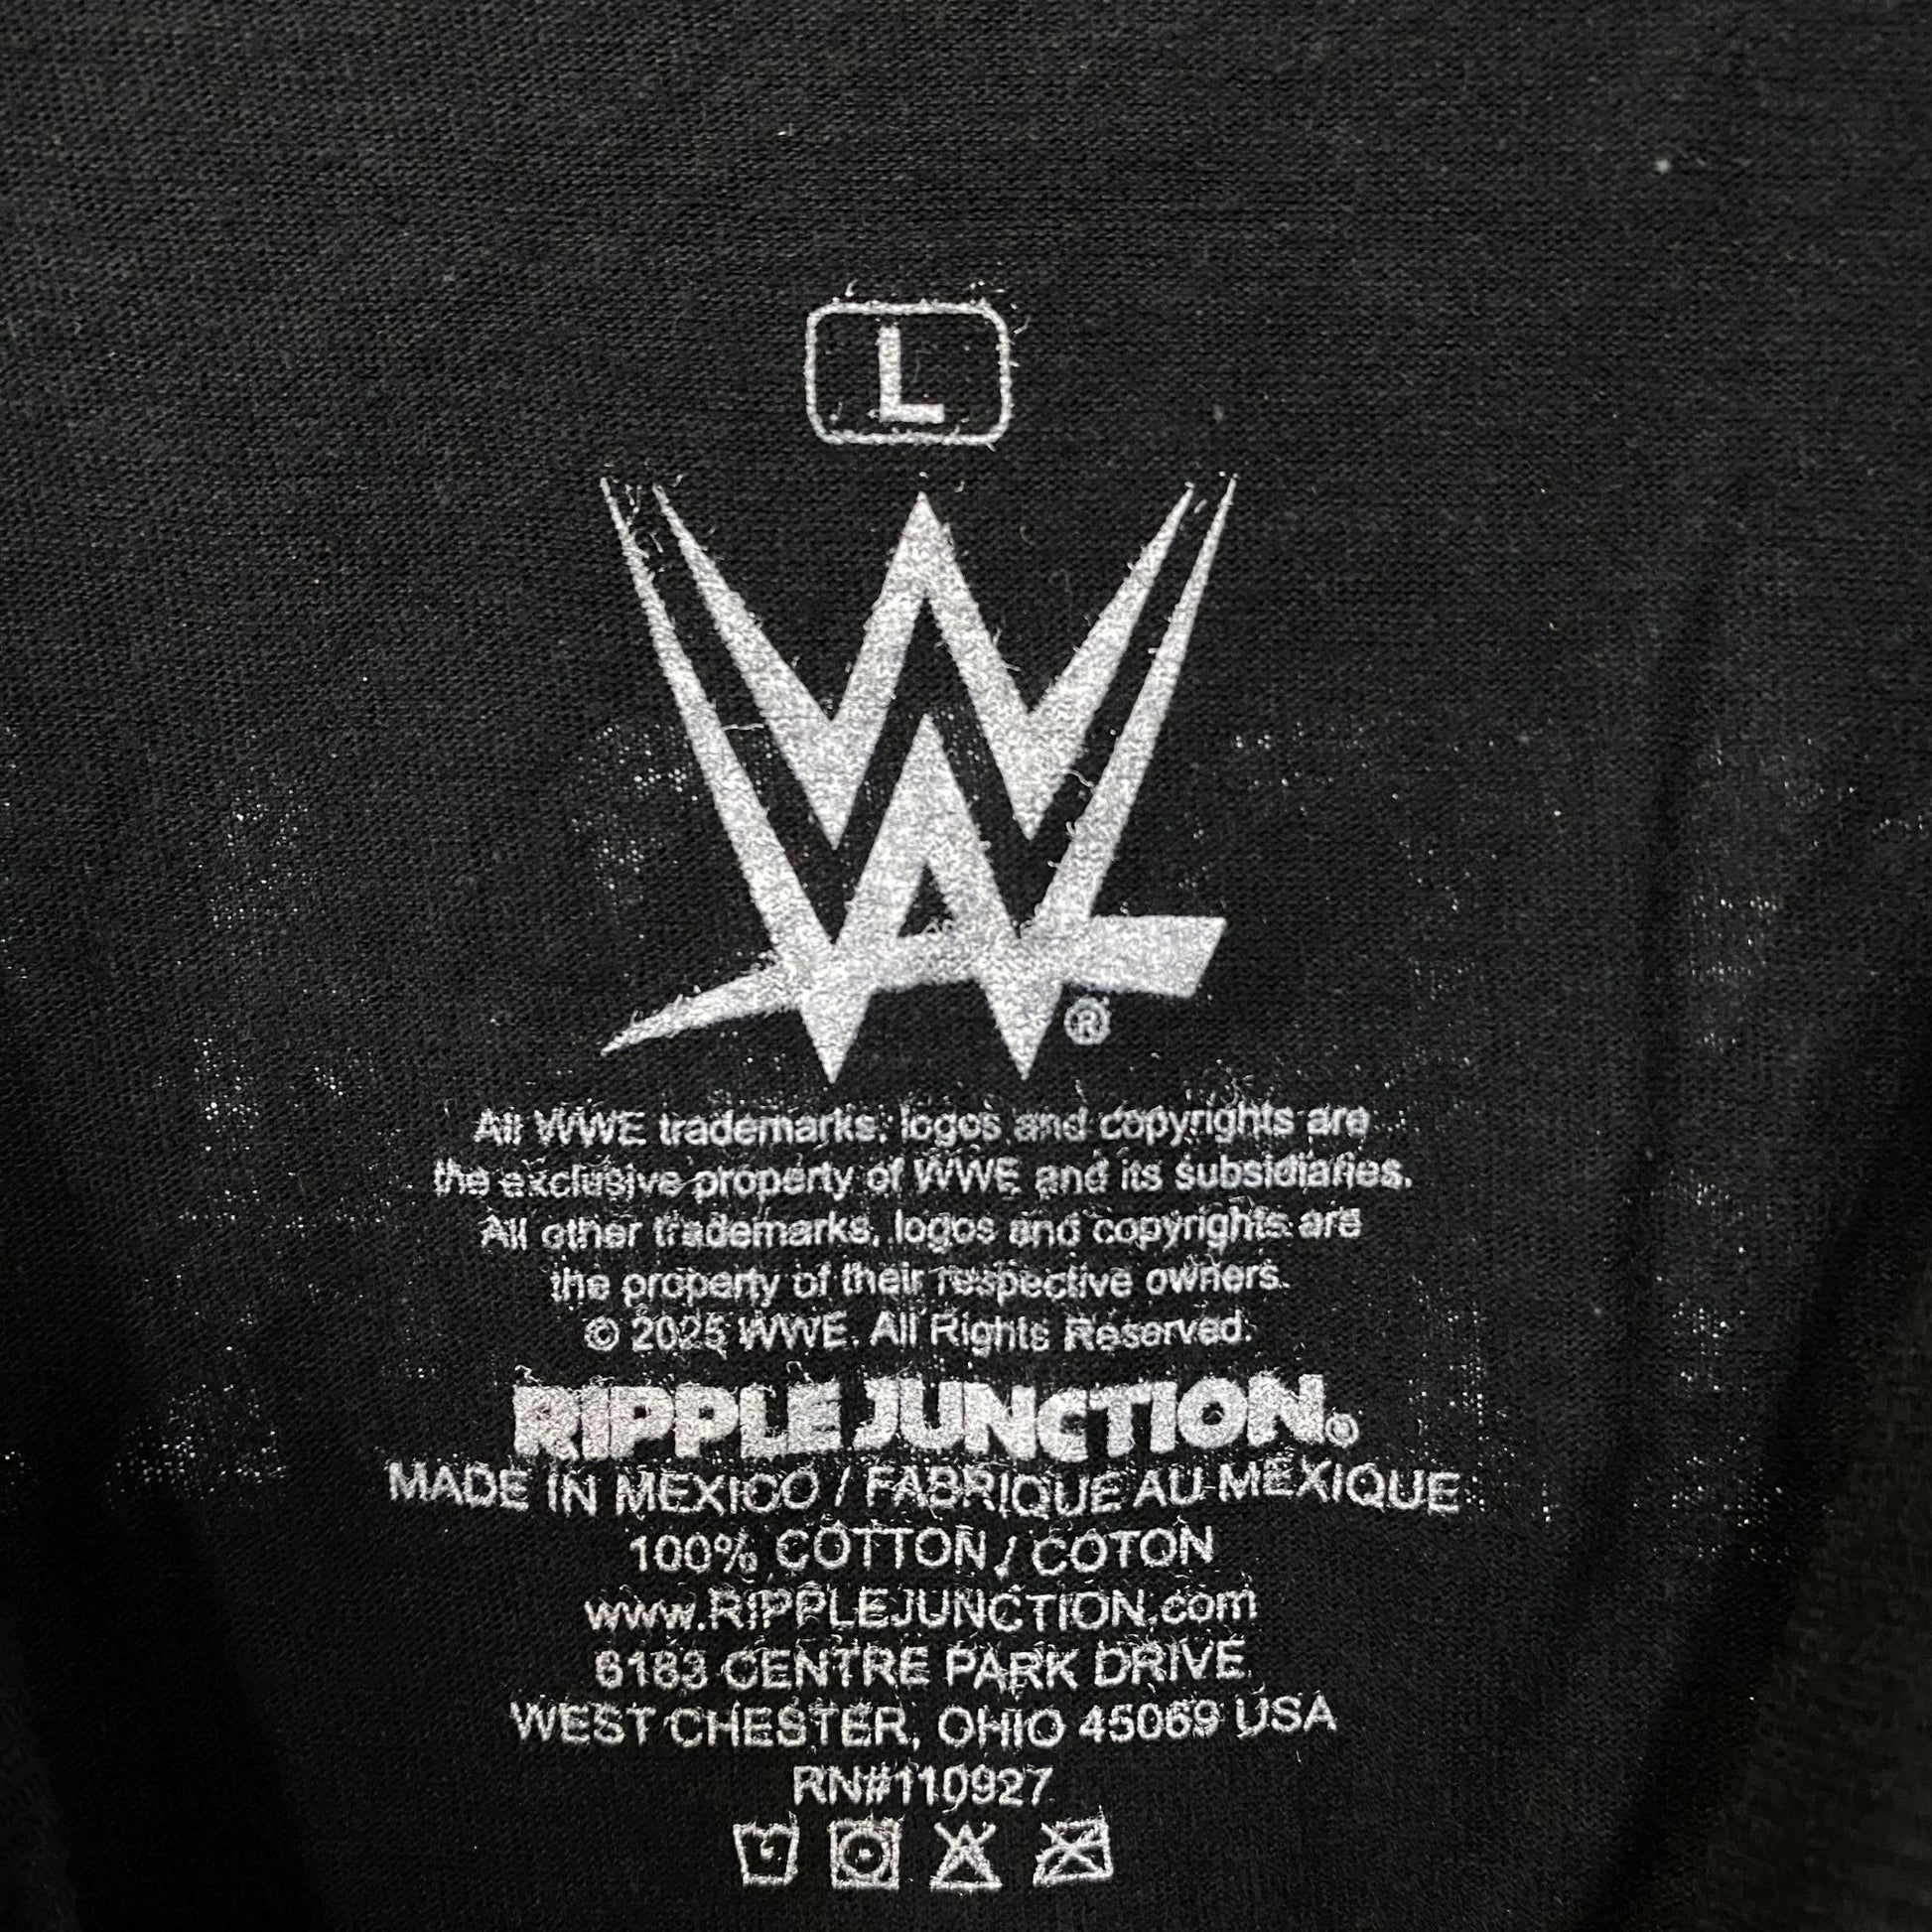 L
W
®
All WWE trademarks, logos and copyrights are
the exclusive property of WWE and its subsidiaries.
All other trademarks, logos and copyrights are
the property of their respective owners.
© 2025 WWE. All Rights Reserved.
RIPPLE JUNCTION®
MADE IN MEXICO / FABRIQUE AU MEXIQUE
100% COTTON / COTON
www.RIPPLEJUNCTION.com
6183 CENTRE PARK DRIVE
WEST CHESTER, OHIO 45069 USA
RN#110927